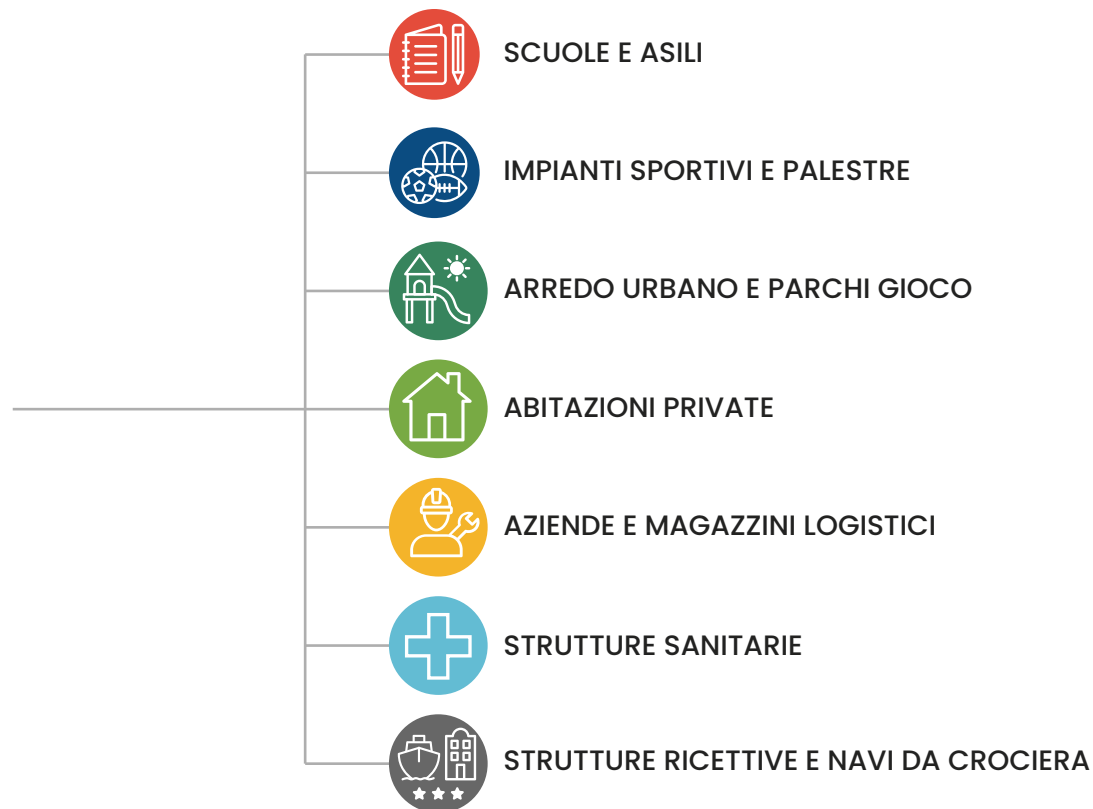 SCUOLE E ASILI
IMPIANTI SPORTIVI E PALESTRE
ARREDO URBANO E PARCHI GIOCO
ABITAZIONI PRIVATE
AZIENDE E MAGAZZINI LOGISTICI
STRUTTURE SANITARIE
STRUTTURE RICETTIVE E NAVI DA CROCIERA